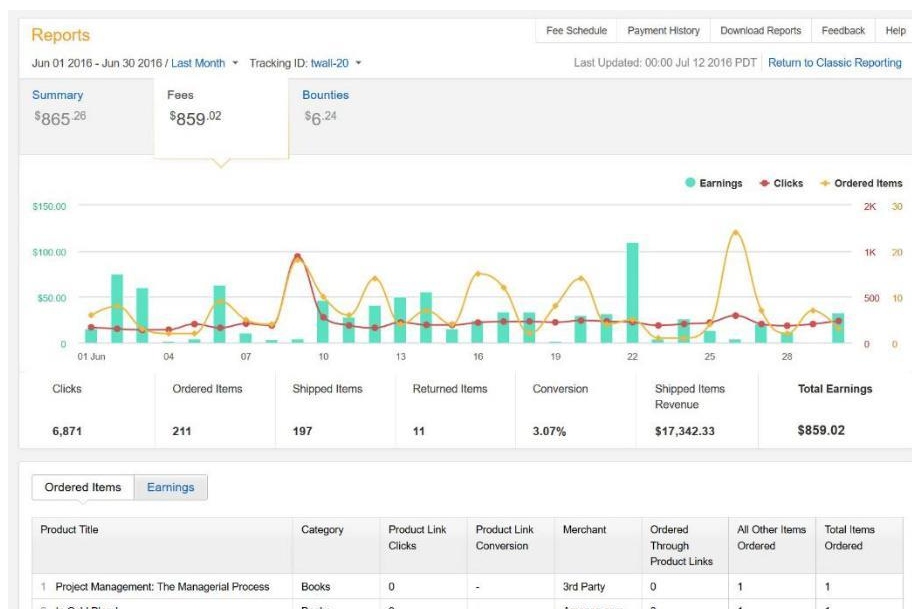 Reports
Fee Schedule Payment History Download Reports Feedback Help
Jun 01 2016 - Jun 30 2016 / Last Month Tracking ID: twall-20
Last Updated: 00:00 Jul 12 2016 PDT Return to Classic Reporting
Summary Fees Bounties
$865.26 $859.02 $6.24
Earnings Clicks Ordered Items
$150.00 2K 30
$100.00 1K 20
$50.00 500 10
0 0 0
01 Jun 04 07 10 13 16 19 22 25 28
Clicks Ordered Items Shipped Items Returned Items Conversion Shipped Items Revenue Total Earnings
6,871 211 197 11 3.07% $17,342.33 $859.02
Ordered Items Earnings
Product Title Category Product Link Clicks Product Link Conversion Merchant Ordered Through Product Links All Other Items Ordered Total Items Ordered
1 Project Management: The Managerial Process Books 0 - 3rd Party 0 1 1